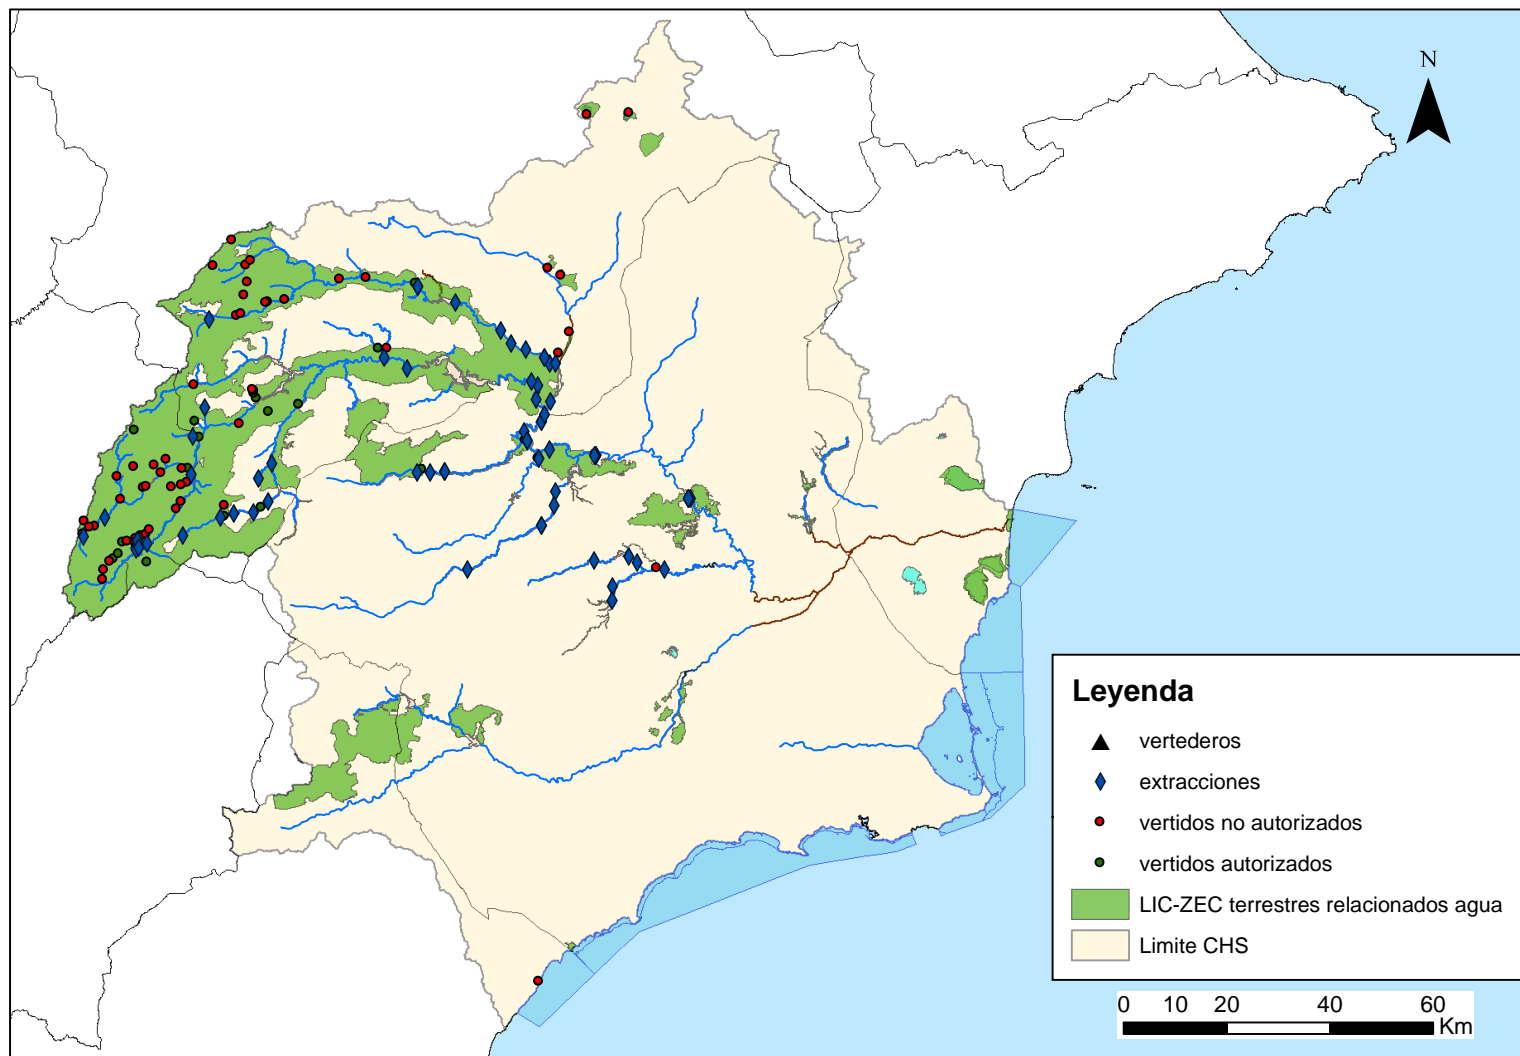 N
Leyenda
vertederos
extracciones
vertidos no autorizados
vertidos autorizados
LIC-ZEC terrestres relacionados agua
Limite CHS
0 10 20 40 60
Km